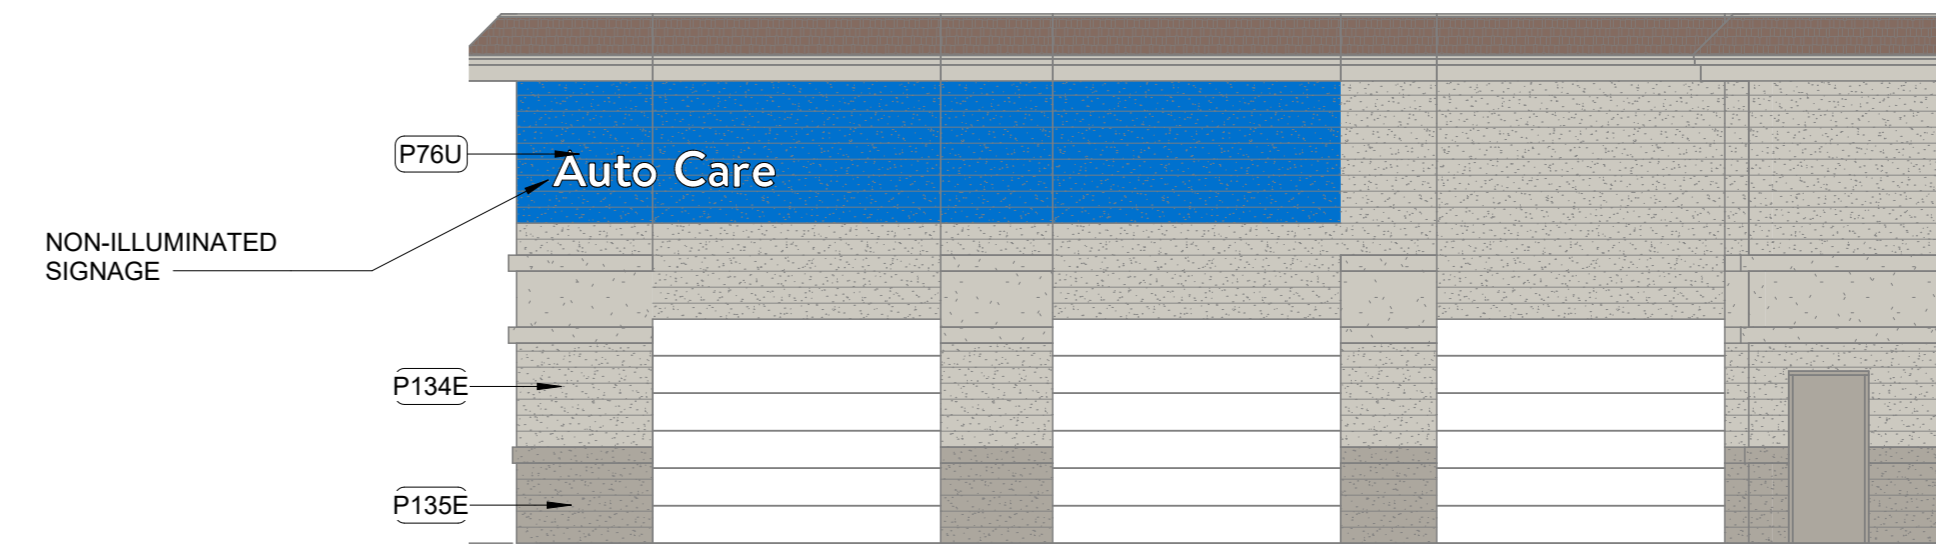 P76U
Auto Care
NON-ILLUMINATED
SIGNAGE
P134E
P135E